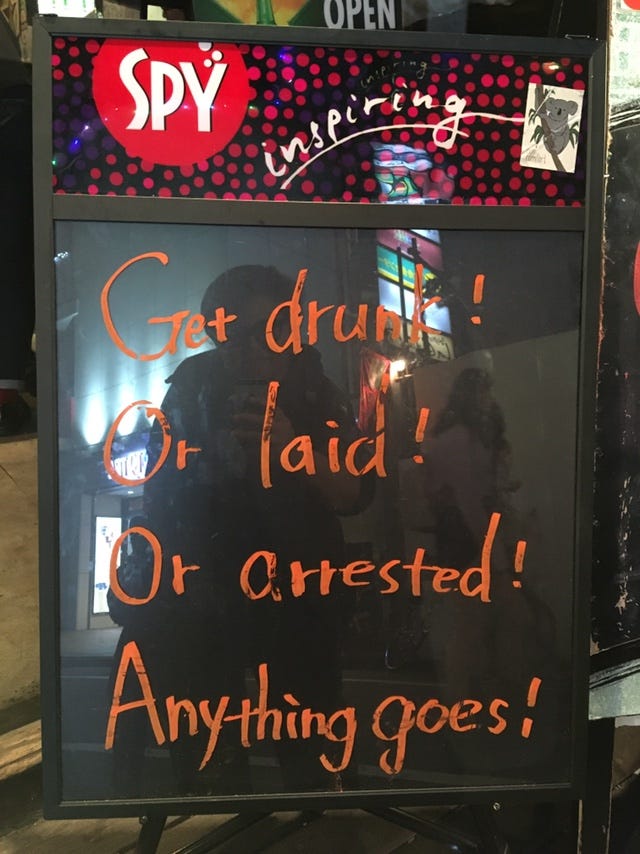 OPEN
SPY
inspiring
inspiring
Get drunk!
Or laid!
Or arrested!
Anything goes!